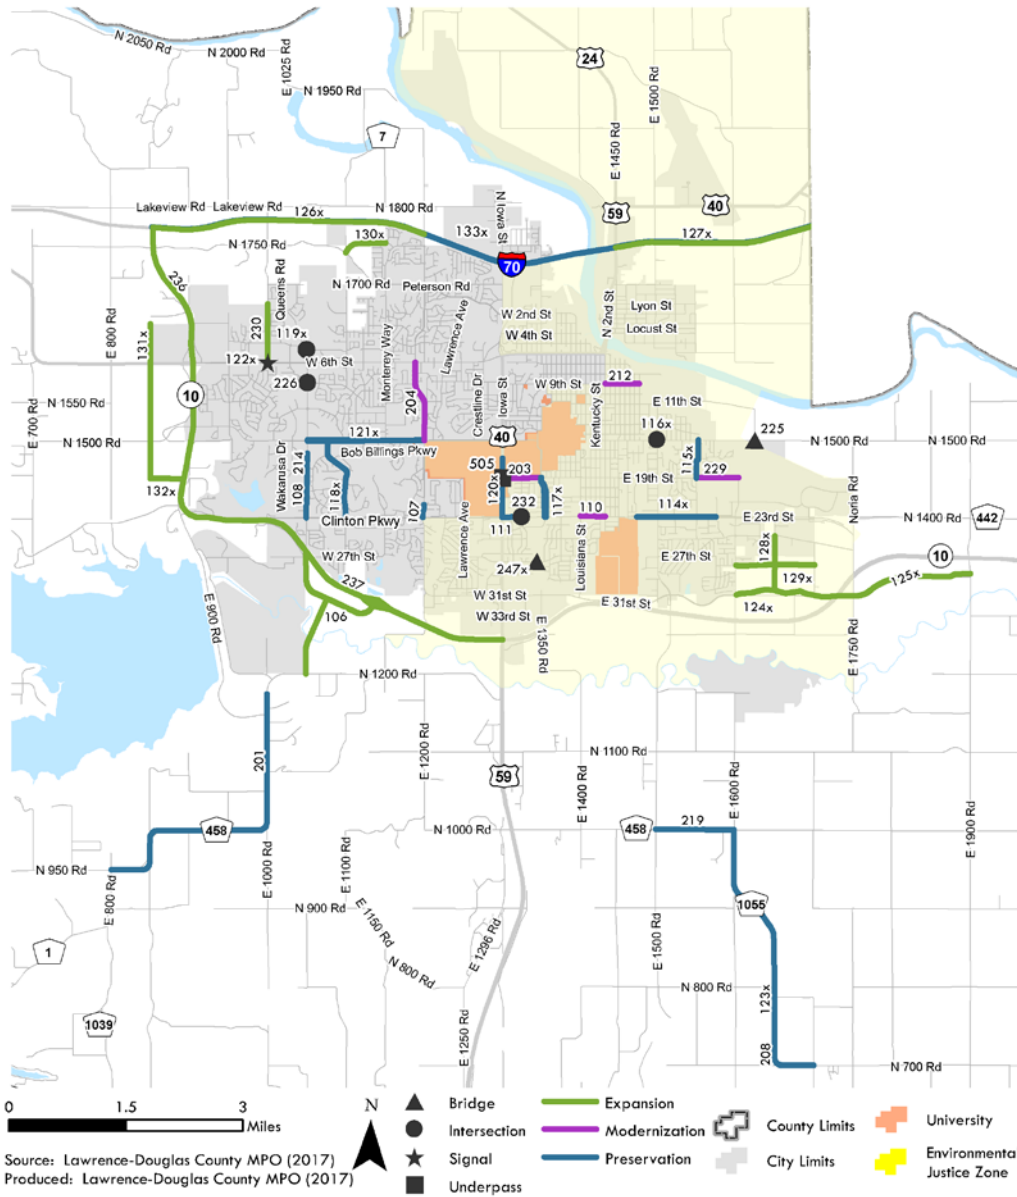 N 2050 Rd
N 2000 Rd
E 1025 Rd
N 1950 Rd
24
E 1500 Rd
E 1450 Rd
7
Lakeview Rd
Lakeview Rd
N 1800 Rd
N Iowa St
59
40
126x
130x
133x
127x
N 1750 Rd
70
236
Queens Rd
N 1700 Rd
Peterson Rd
Lawrence Ave
W 2nd St
W 4th St
N 2nd St
Lyon St
Locust St
E 800 Rd
131x
230
119x
122x
W 6th St
226
Monterey Way
204
Crestline Dr
Iowa St
W 9th St
212
Kentucky St
E 11th St
10
E 700 Rd
N 1550 Rd
N 1500 Rd
121x
Bob Billings Pkwy
40
116x
225
N 1500 Rd
N 1500 Rd
Wakarusa Dr
214
108
118x
505
203
120x
117x
E 19th St
115x
229
132x
Clinton Pkwy
107
Lawrence Ave
111
232
110
114x
E 23rd St
Noria Rd
N 1400 Rd
442
W 27th St
247x
Louisiana St
E 27th St
128x
10
129x
125x
237
W 31st St
E 31st St
124x
106
W 33rd St
E 900 Rd
E 1350 Rd
E 1750 Rd
N 1200 Rd
201
E 1200 Rd
59
N 1100 Rd
E 1400 Rd
E 1600 Rd
458
N 1000 Rd
458
219
E 1900 Rd
N 950 Rd
E 800 Rd
E 1000 Rd
E 1100 Rd
N 900 Rd
E 1150 Rd
E 1296 Rd
1055
E 1500 Rd
1
N 800 Rd
N 800 Rd
123x
1039
E 1250 Rd
208
N 700 Rd
0 1.5 3
Miles
N
Bridge
Intersection
Signal
Underpass
Expansion
Modernization
Preservation
County Limits
City Limits
University
Environmenta
Justice Zone
Source: Lawrence-Douglas County MPO (2017)
Produced: Lawrence-Douglas County MPO (2017)